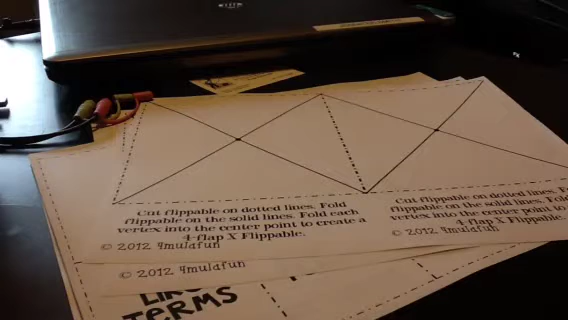 Cut flippable on dotted lines. Fold
flippable on the solid lines. Fold each
vertex into the center point to create a
4-flap X Flippable.
© 2012 4mulafun
Cut flippable on dotted lines. F
flippable on the solid lines. Fold
vertex into the center point to
4-flap X Flippable.
© 2012 4mulafun
© 2012 4mulafun
LIKE
TERMS